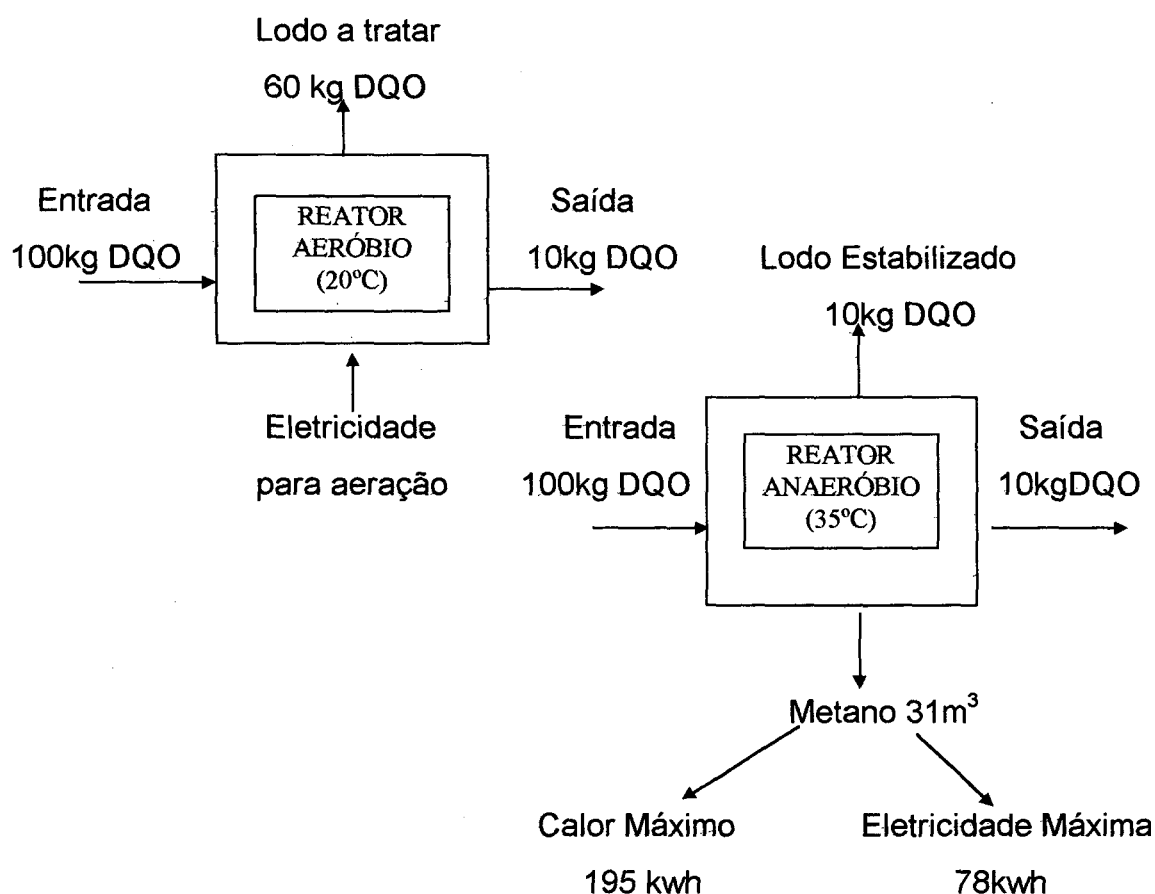 Lodo a tratar
60 kg DQO
Entrada
100kg DQO
REATOR
AERÓBIO
(20ºC)
Saída
10kg DQO
Eletricidade
para aeração
Lodo Estabilizado
10kg DQO
Entrada
100kg DQO
REATOR
ANAERÓBIO
(35ºC)
Saída
10kgDQO
Metano 31m³
Calor Máximo
195 kwh
Eletricidade Máxima
78kwh